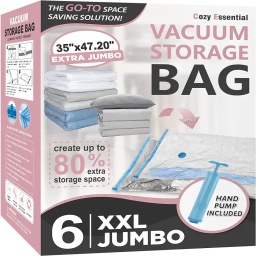 THE GO-TO SPACE
SAVING SOLUTION!
Cozy Essential
VACUUM
STORAGE
BAG
35"x47.20"
EXTRA JUMBO
create up to
80% extra
storage space
HAND
PUMP
INCLUDED
6 XXL
JUMBO
VACUUM
STORAGE BAG